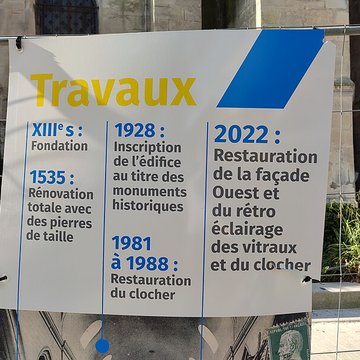 Travaux
XIIIe s :
Fondation
1535 :
Rénovation
totale avec
des pierres
de taille
1928 :
Inscription
de l'édifice
au titre des
monuments
historiques
1981
à 1988 :
Restauration
du clocher
2022 :
Restauration
de la façade
Ouest et
du rétro
éclairage
des vitraux
et du clocher